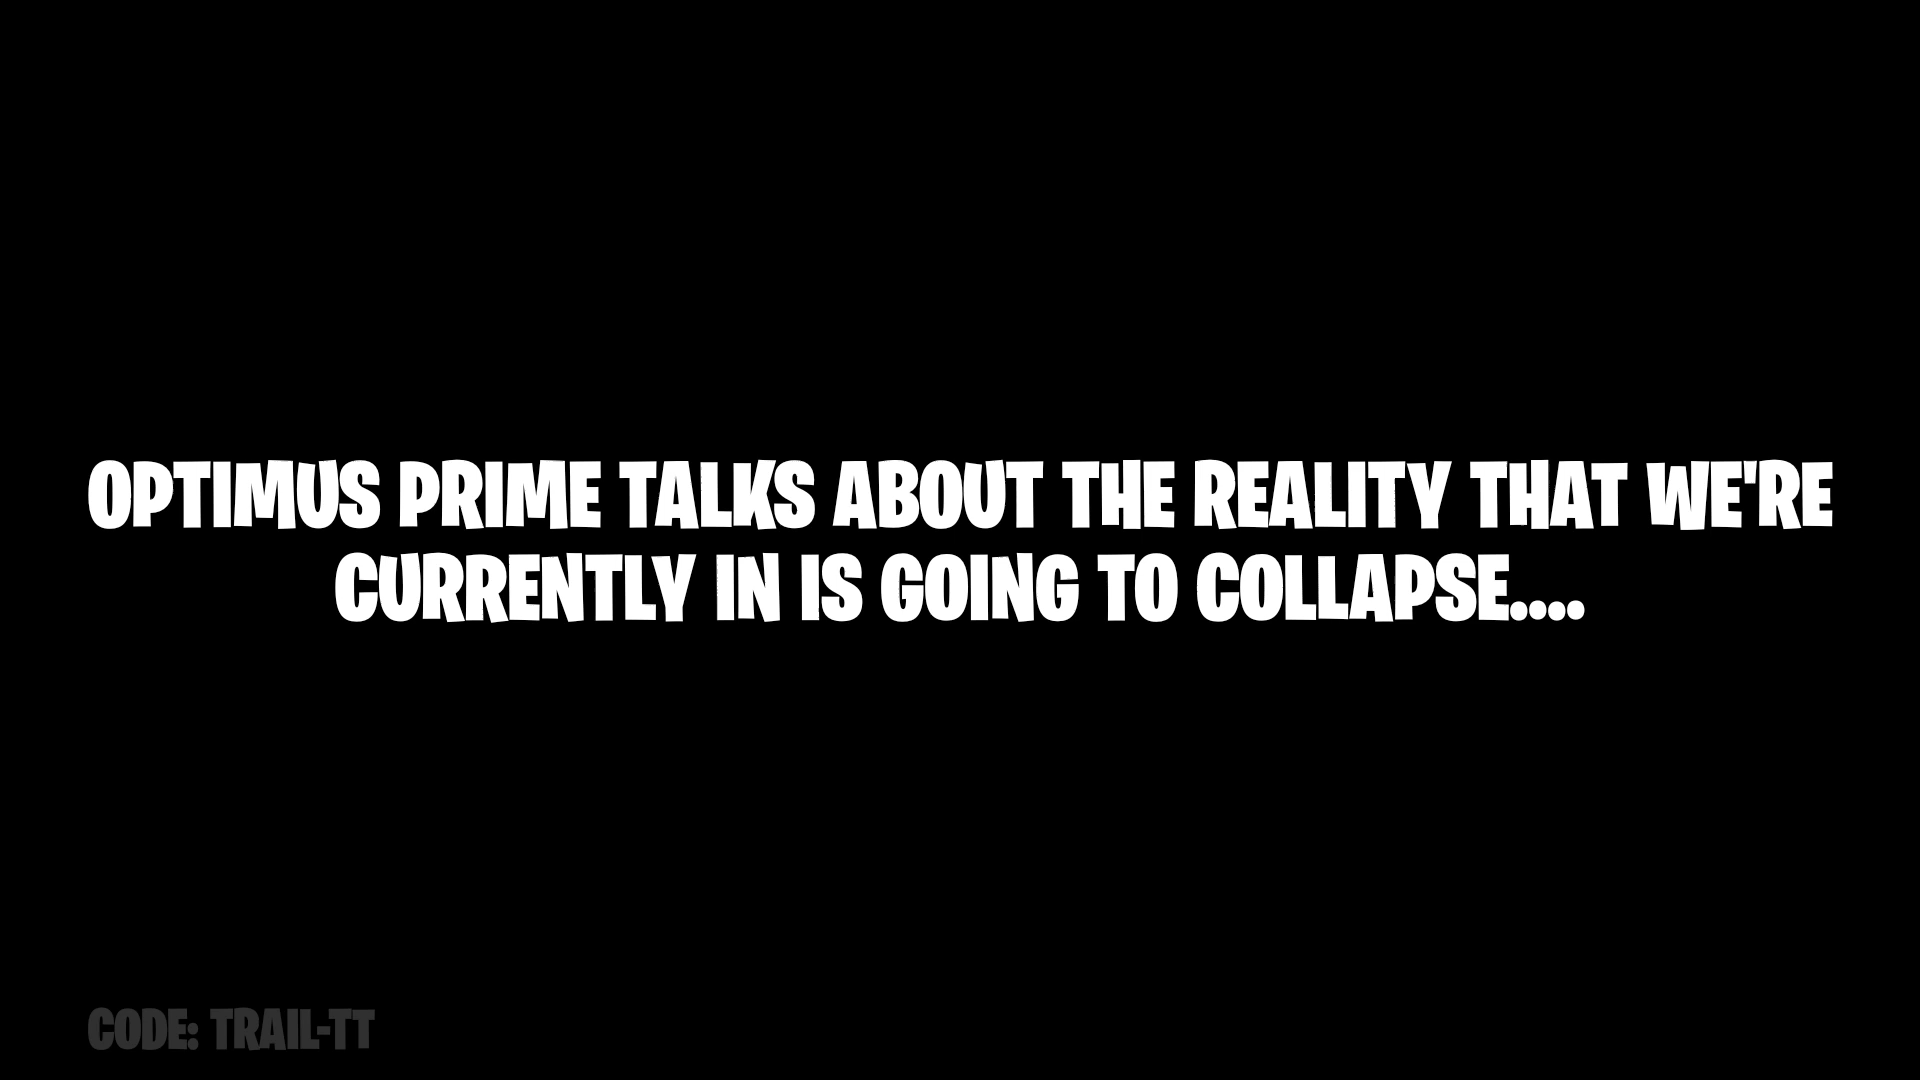 OPTIMUS PRIME TALKS ABOUT THE REALITY THAT WE'RE
CURRENTLY IN IS GOING TO COLLAPSE....
CODE: TRAIL-TT